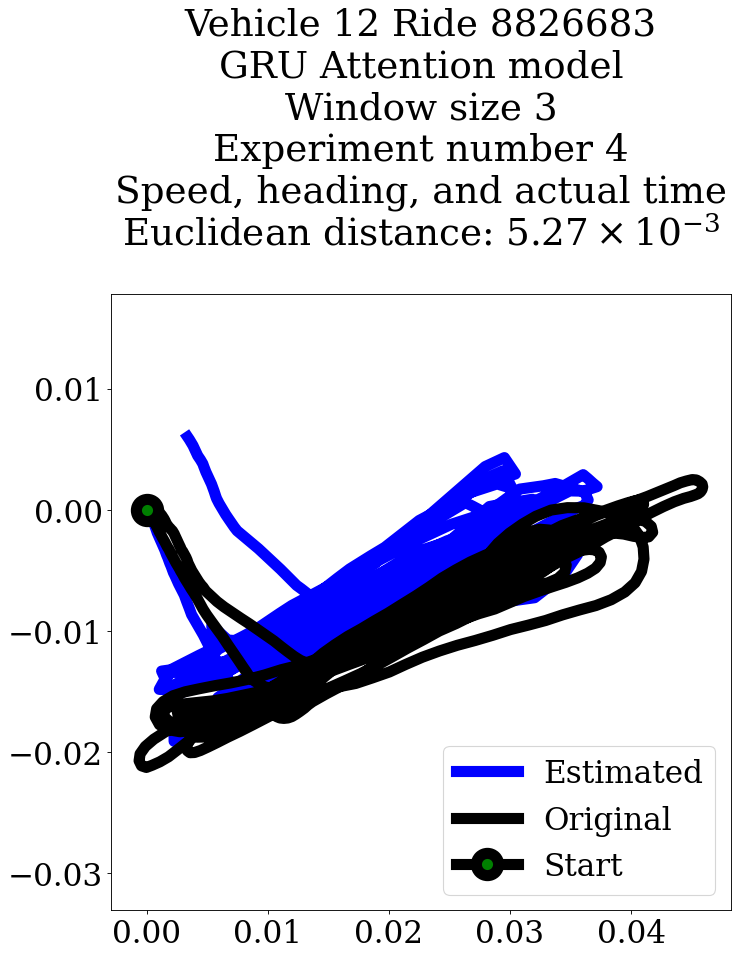 Vehicle 12 Ride 8826683
GRU Attention model
Window size 3
Experiment number 4
Speed, heading, and actual time
Euclidean distance: 5.27 × 10⁻³
0.01
0.00
−0.01
−0.02
−0.03
Estimated
Original
Start
0.00 0.01 0.02 0.03 0.04